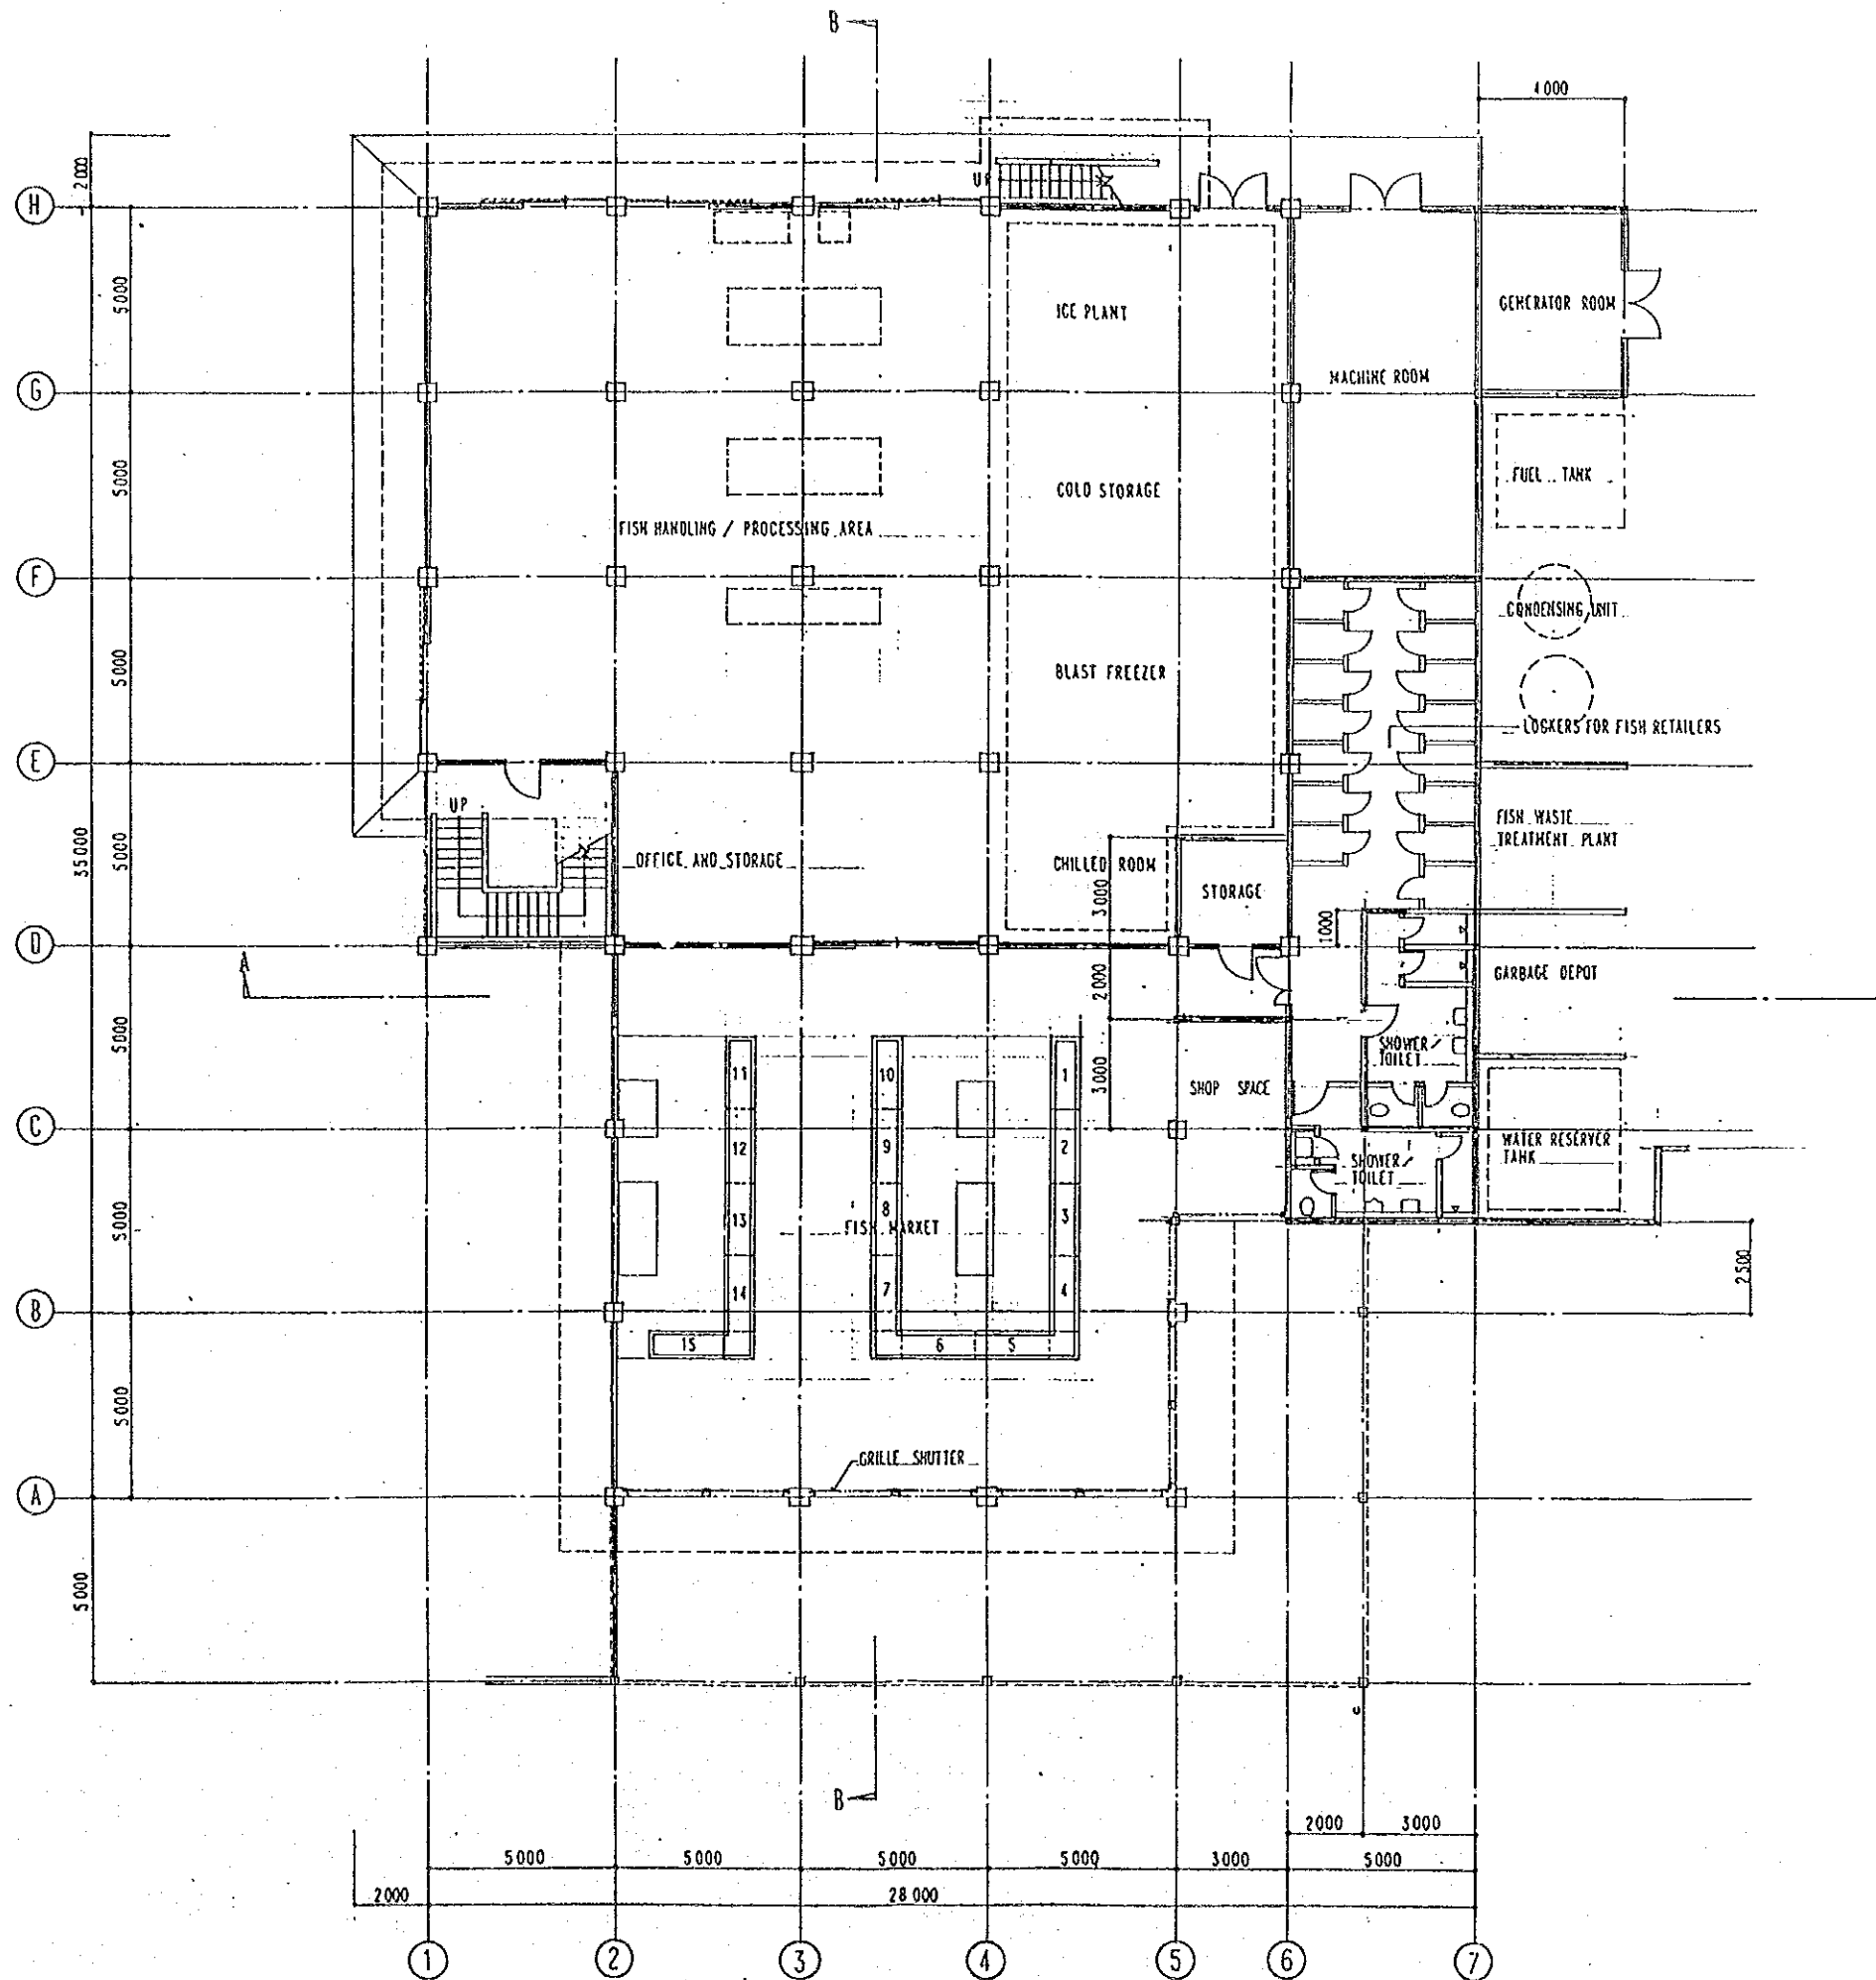 B
4000
2000
H
UP
5000
ICE PLANT
GENERATOR ROOM
G
MACHINE ROOM
5000
FUEL TANK
COLD STORAGE
FISH HANDLING / PROCESSING AREA
F
CONDENSING UNIT
5000
BLAST FREEZER
LOCKERS FOR FISH RETAILERS
E
UP
FISH WASTE
TREATMENT PLANT
35000
5000
OFFICE AND STORAGE
CHILLED ROOM
3000
STORAGE
1000
D
A
2000
GARBAGE DEPOT
5000
SHOWER /
TOILET
11
10
1
3000
SHOP SPACE
C
12
9
2
SHOWER /
TOILET
WATER RESERVER
TANK
5000
13
8
3
FISH MARKET
2500
14
7
4
B
15
6
5
5000
GRILLE SHUTTER
A
5000
B
2000
3000
5000
5000
5000
5000
3000
5000
2000
28000
1
2
3
4
5
6
7